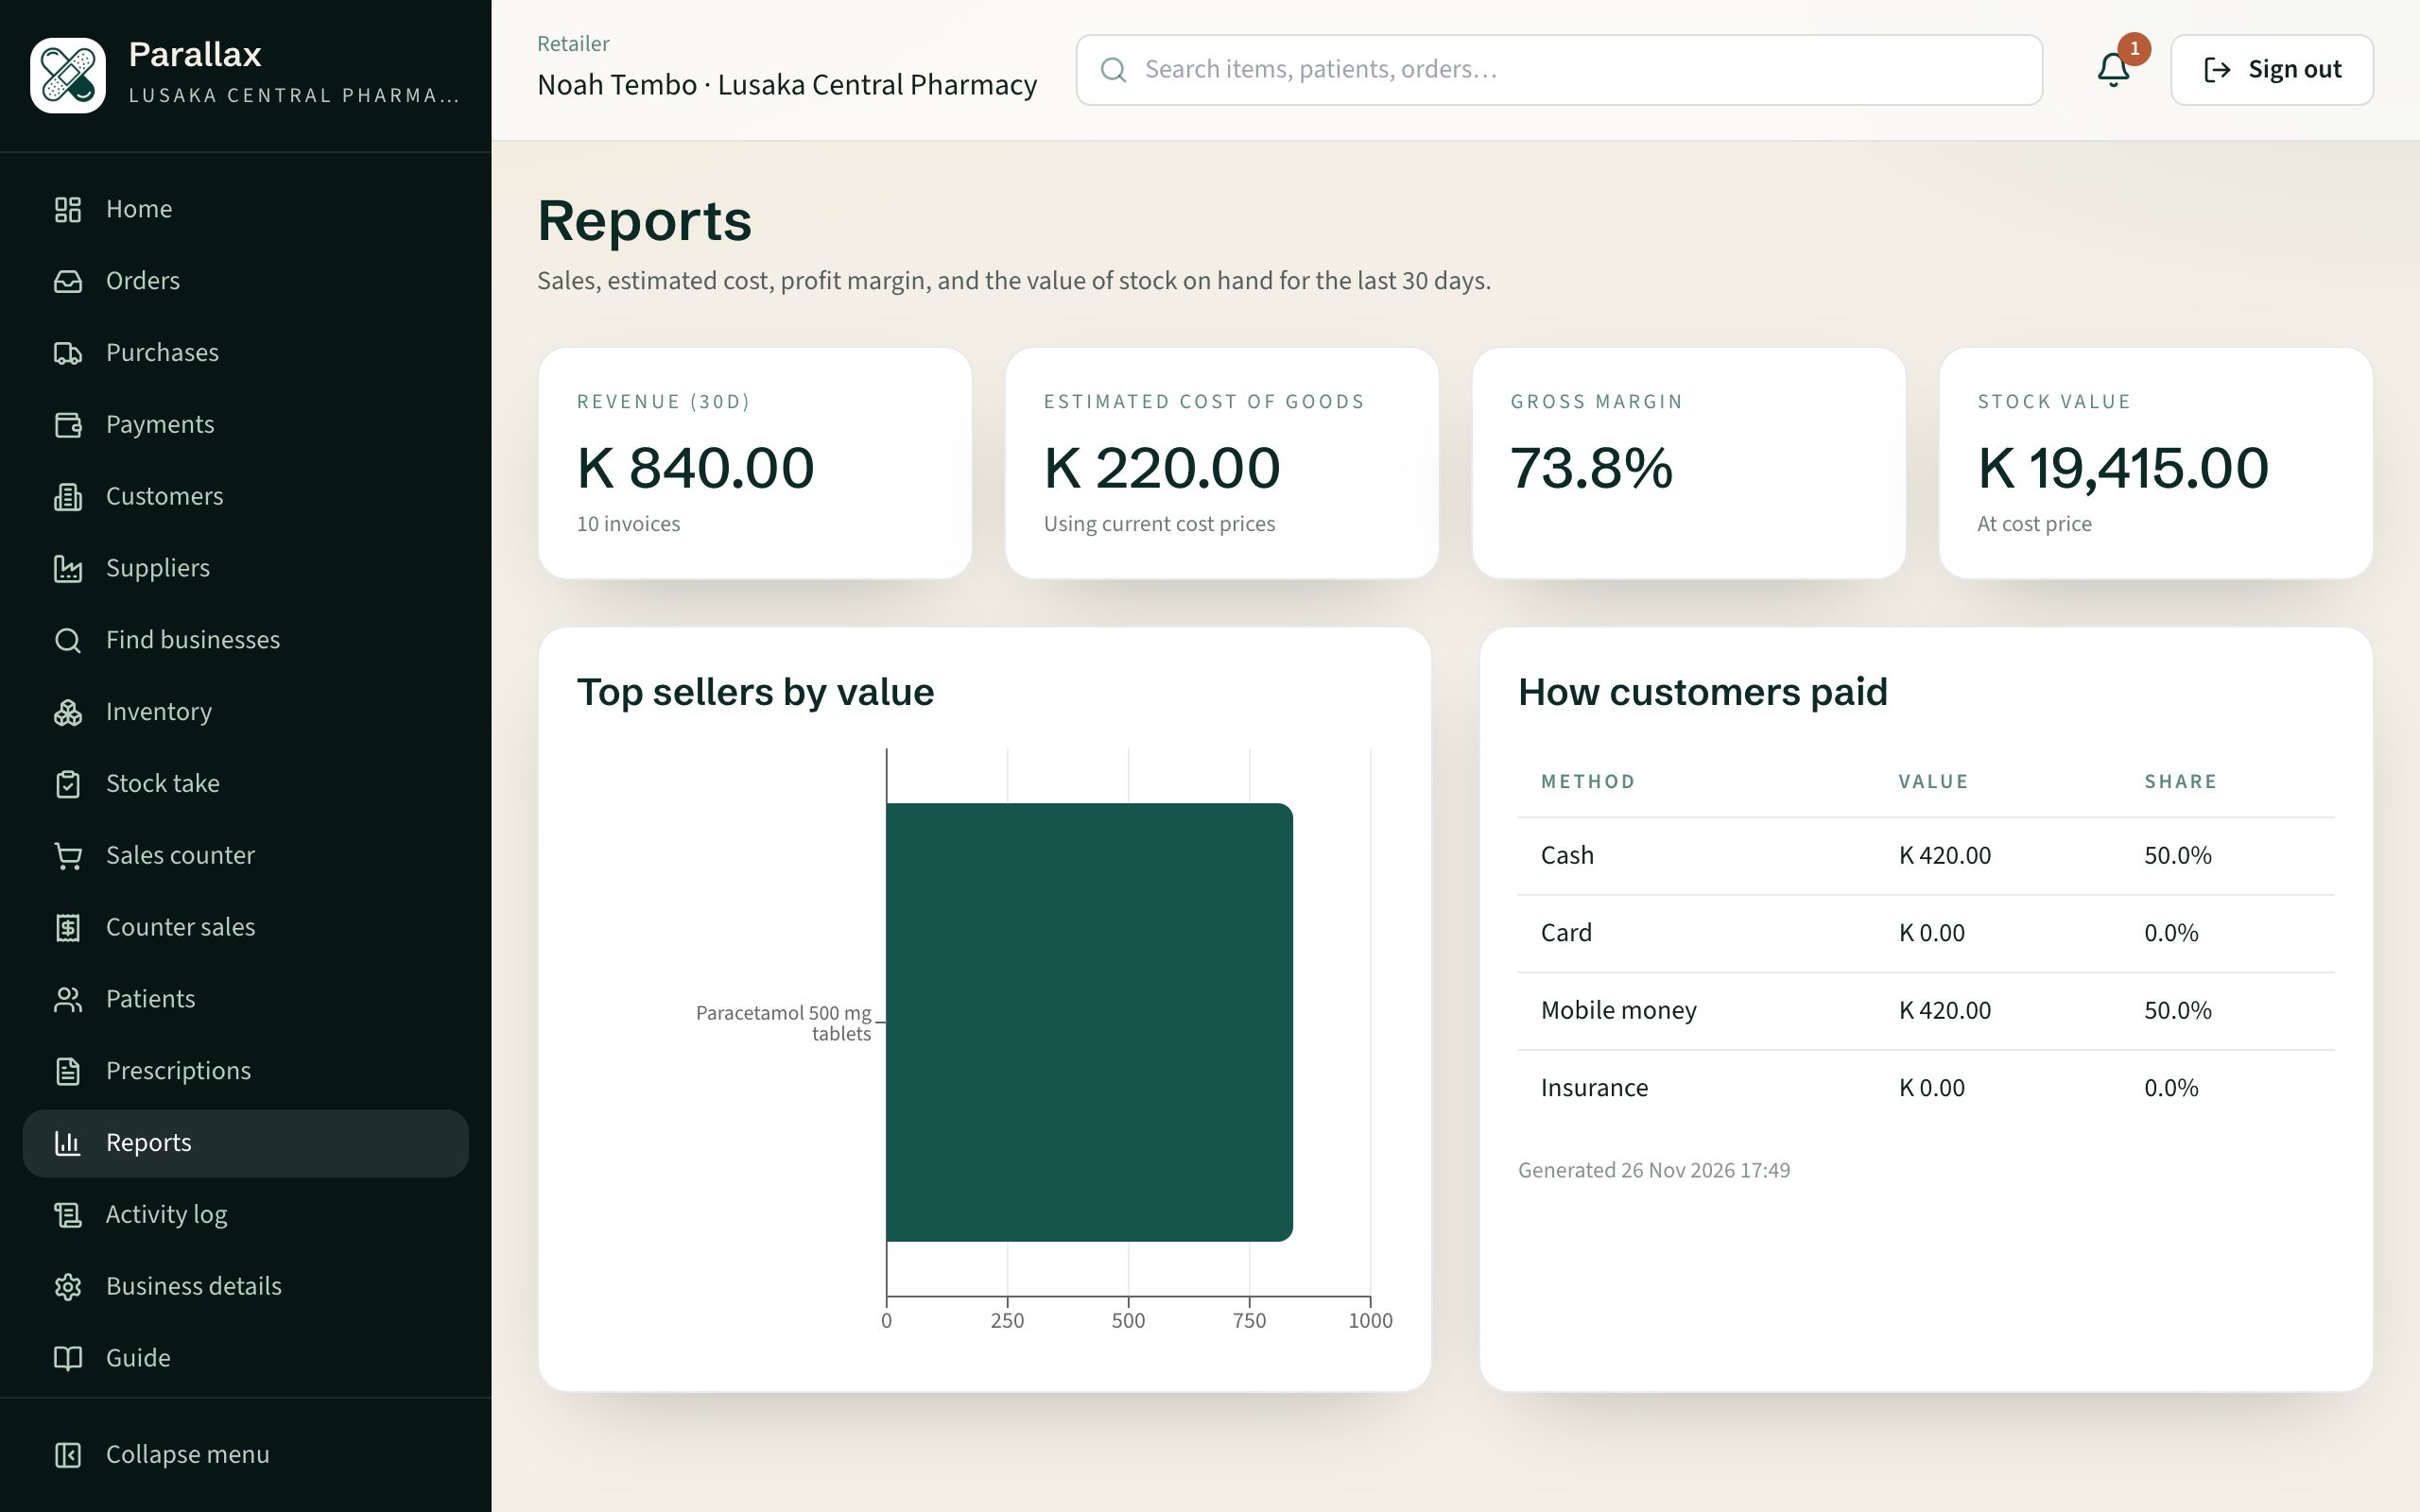 Parallax
LUSAKA CENTRAL PHARMA...
Home
Orders
Purchases
Payments
Customers
Suppliers
Find businesses
Inventory
Stock take
Sales counter
Counter sales
Patients
Prescriptions
Reports
Activity log
Business details
Guide
Collapse menu
Retailer
Noah Tembo · Lusaka Central Pharmacy
Search items, patients, orders...
1
Sign out
Reports
Sales, estimated cost, profit margin, and the value of stock on hand for the last 30 days.
REVENUE (30D)
K 840.00
10 invoices
ESTIMATED COST OF GOODS
K 220.00
Using current cost prices
GROSS MARGIN
73.8%
STOCK VALUE
K 19,415.00
At cost price
Top sellers by value
Paracetamol 500 mg
tablets
0 250 500 750 1000
How customers paid
METHOD VALUE SHARE
Cash K 420.00 50.0%
Card K 0.00 0.0%
Mobile money K 420.00 50.0%
Insurance K 0.00 0.0%
Generated 26 Nov 2026 17:49